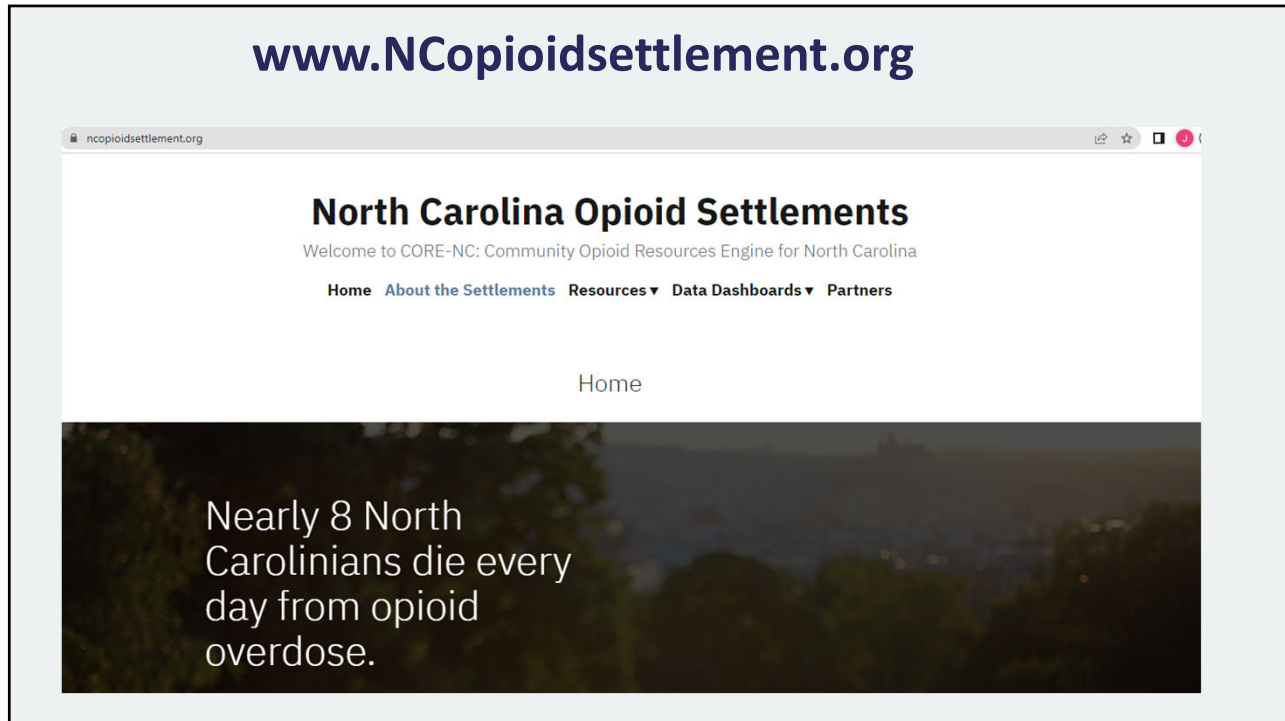 www.NCopioidsettlement.org
ncopioidsettlement.org
J
North Carolina Opioid Settlements
Welcome to CORE-NC: Community Opioid Resources Engine for North Carolina
Home About the Settlements Resources ▾ Data Dashboards ▾ Partners
Home
Nearly 8 North
Carolinians die every
day from opioid
overdose.